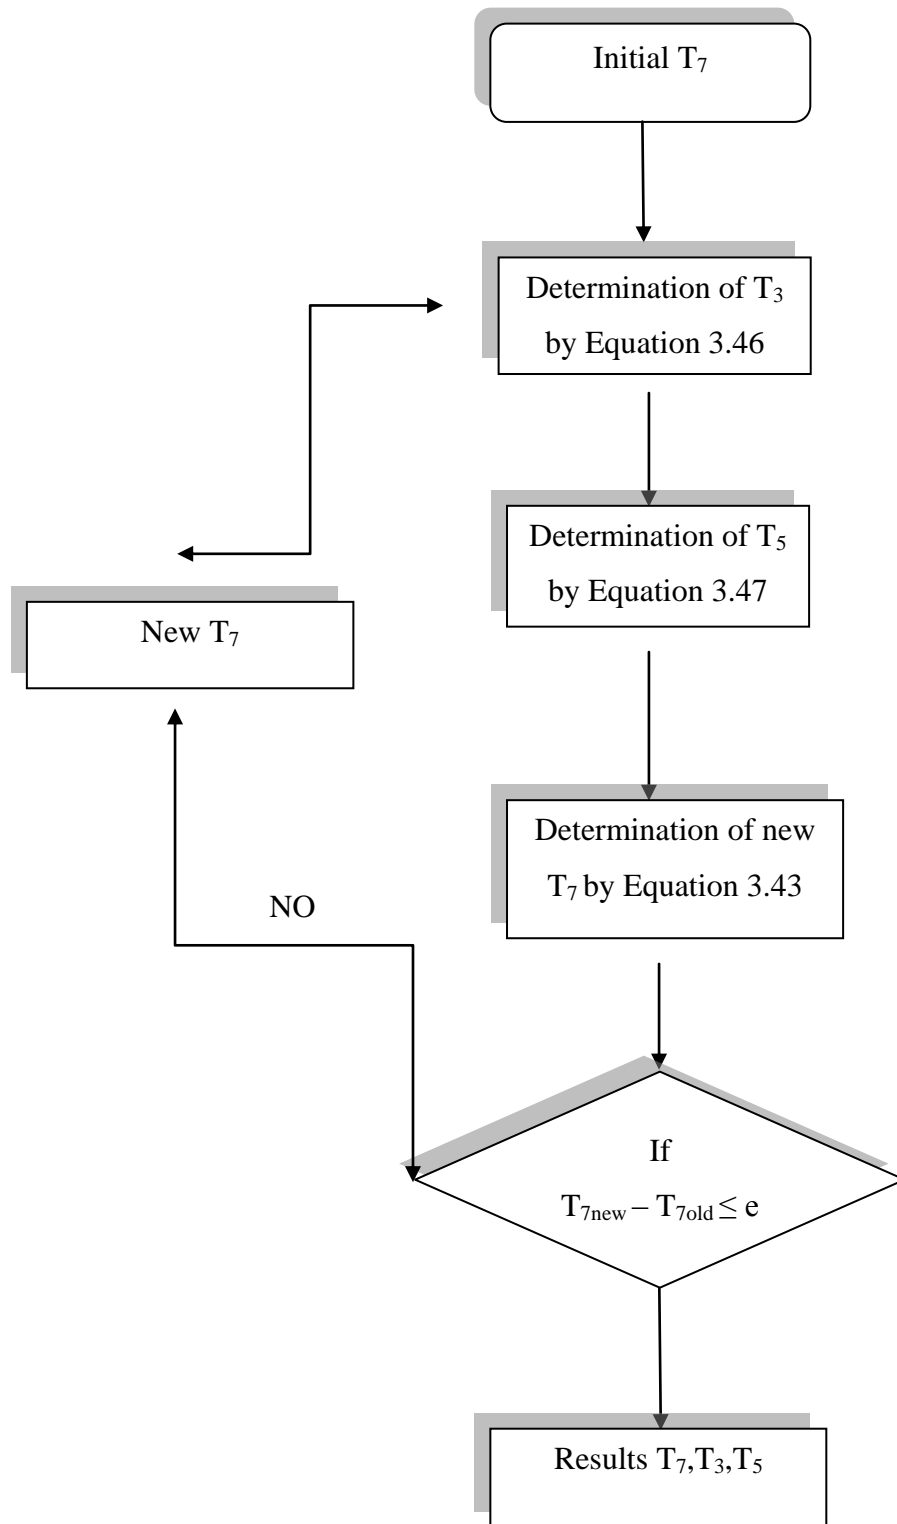 Initial T₇
Determination of T₃
by Equation 3.46
Determination of T₅
by Equation 3.47
New T₇
Determination of new
T₇ by Equation 3.43
NO
If
T₇new – T₇old ≤ e
Results T₇,T₃,T₅